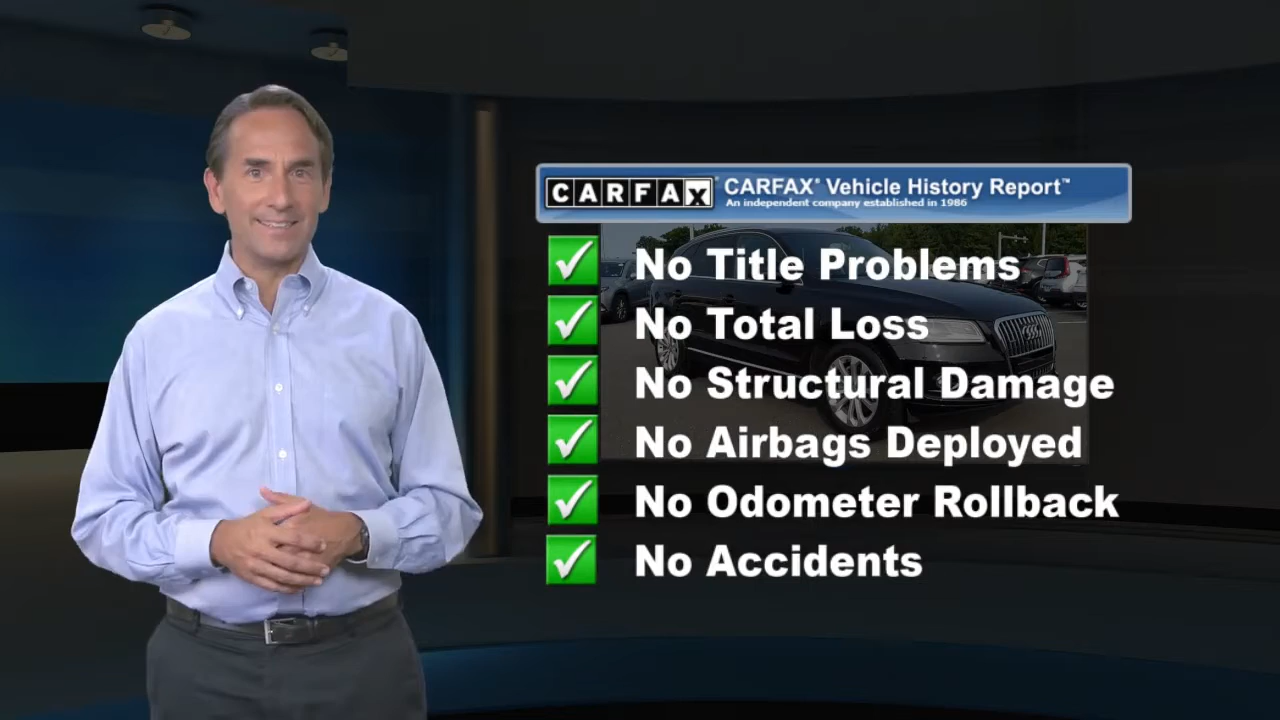 CARFAX
CARFAX® Vehicle History Report™
An independent company established in 1986
No Title Problems
No Total Loss
No Structural Damage
No Airbags Deployed
No Odometer Rollback
No Accidents